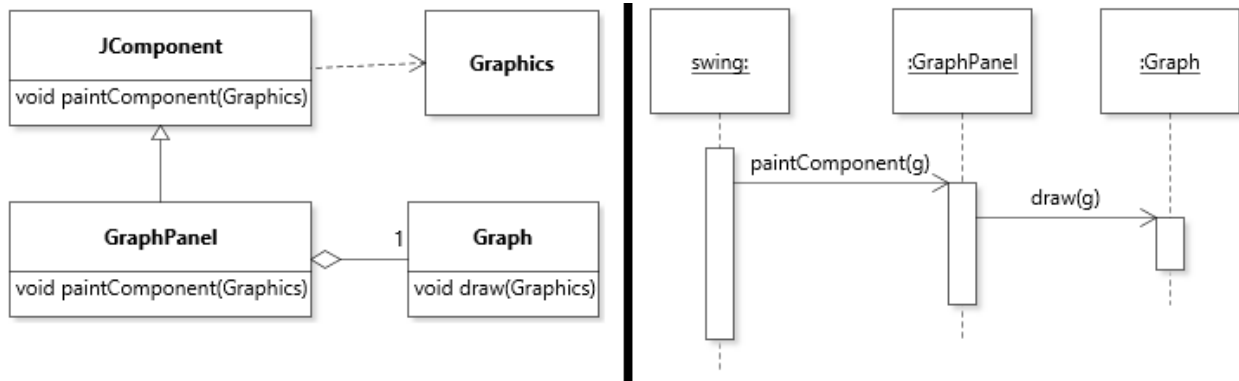 JComponent
void paintComponent(Graphics)
Graphics
GraphPanel
void paintComponent(Graphics)
1
Graph
void draw(Graphics)
swing:
:GraphPanel
:Graph
paintComponent(g)
draw(g)